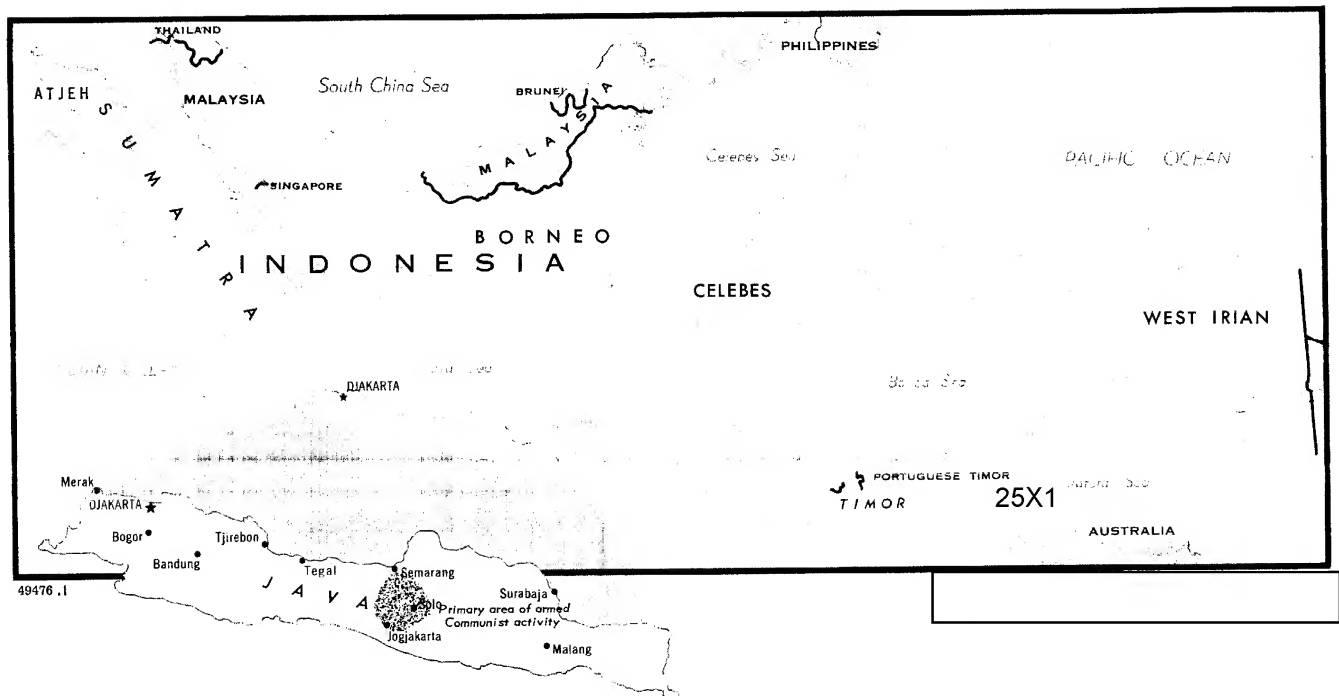 THAILAND
PHILIPPINES
ATJEH
MALAYSIA
South China Sea
BRUNEI
MALAYSIA
SUMATRA
Celebes Sea
PACIFIC OCEAN
SINGAPORE
BORNEO
INDONESIA
CELEBES
WEST IRIAN
DJAKARTA
Sea
Merak
DJAKARTA
PORTUGUESE TIMOR
TIMOR
25X1
Sea
AUSTRALIA
Bogor
Tjirebon
Bandung
Tegal
Semarang
JAVA
Solo
Surabaja
Primary area of armed
Communist activity
Jogjakarta
Malang
49476.1